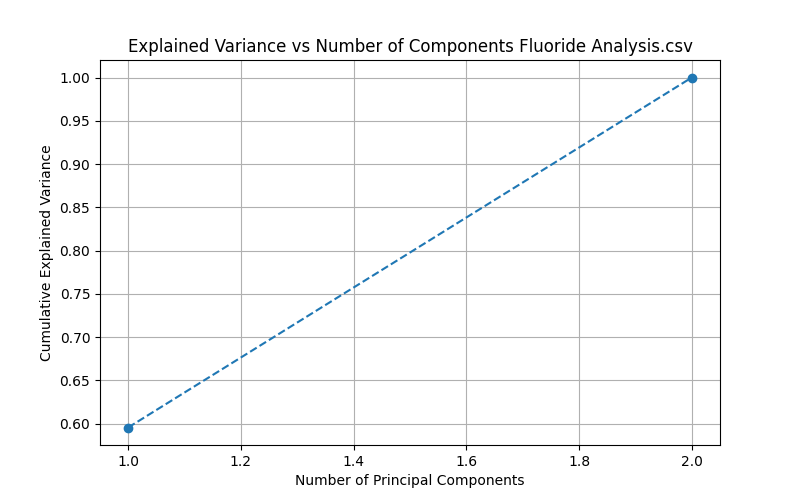 Explained Variance vs Number of Components Fluoride Analysis.csv
1.00
0.95
0.90
0.85
0.80
0.75
0.70
0.65
0.60
Cumulative Explained Variance
1.0 1.2 1.4 1.6 1.8 2.0
Number of Principal Components